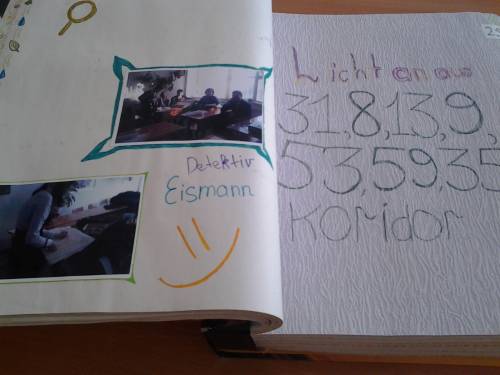 Detektiv
Eismann
Licht an aus
31,8,13,9,
53,59,35
Koridor